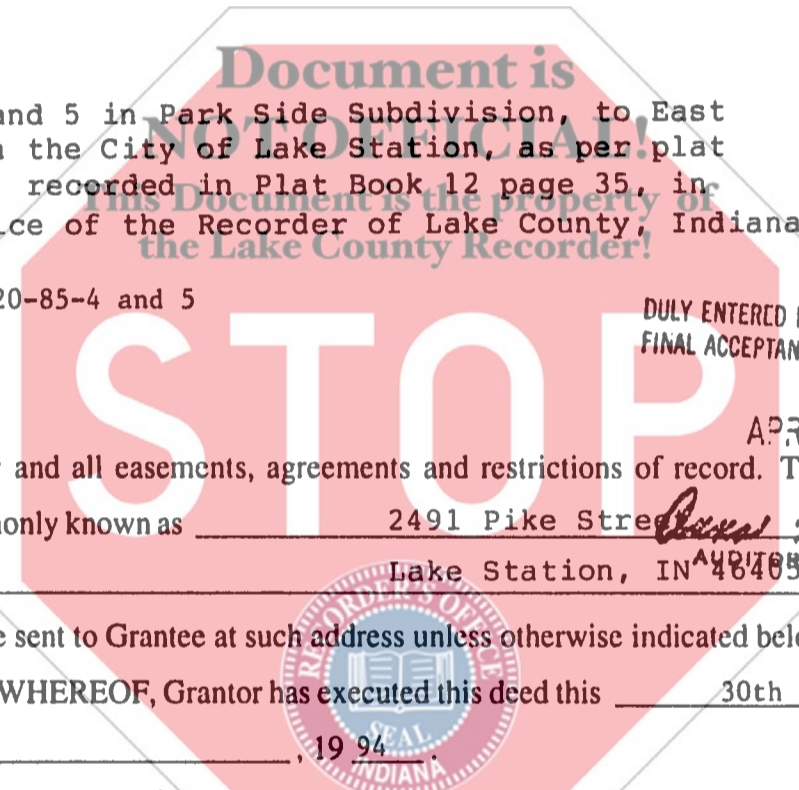 Document is
and 5 in Park Side Subdivision, to East
NOT OFFICIAL!
the City of Lake Station, as per plat
recorded in Plat Book 12 page 35, in
This Document is the property of
ce of the Recorder of Lake County, Indiana
the Lake County Recorder!
20-85-4 and 5
DULY ENTERED
FINAL ACCEPTAN
STOP
APR
and all easements, agreements and restrictions of record. T
monly known as 2491 Pike Stre
AUDITOR
Lake Station, IN 46405
e sent to Grantee at such address unless otherwise indicated belo
WHEREOF, Grantor has executed this deed this 30th
, 19 94 .
RECORDER'S OFFICE
SEAL
INDIANA